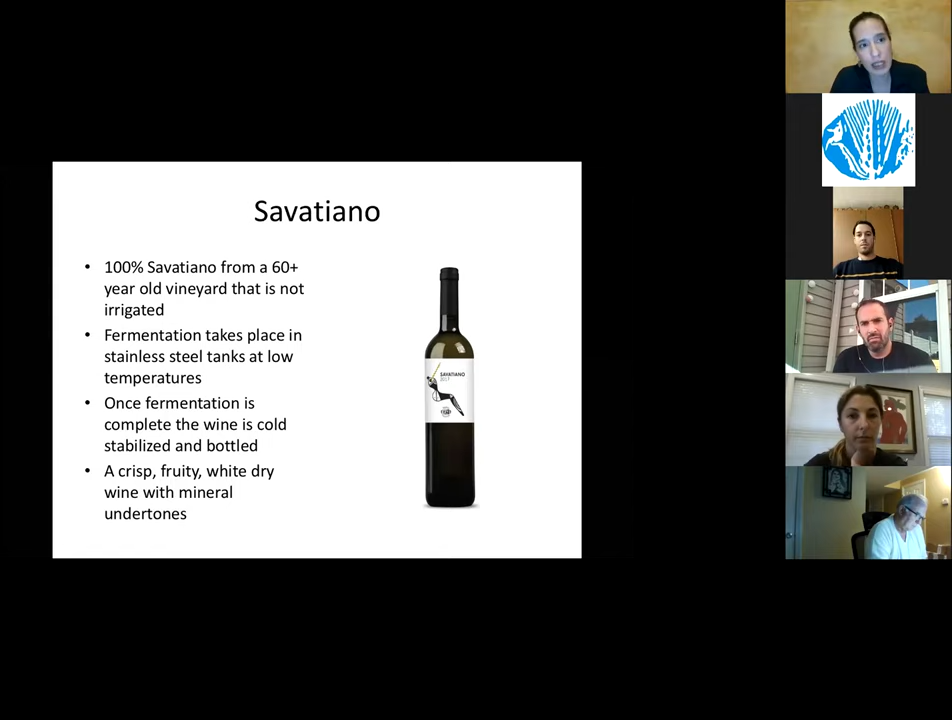 Savatiano
• 100% Savatiano from a 60+
year old vineyard that is not
irrigated
• Fermentation takes place in
stainless steel tanks at low
temperatures
• Once fermentation is
complete the wine is cold
stabilized and bottled
• A crisp, fruity, white dry
wine with mineral
undertones
SAVATIANO